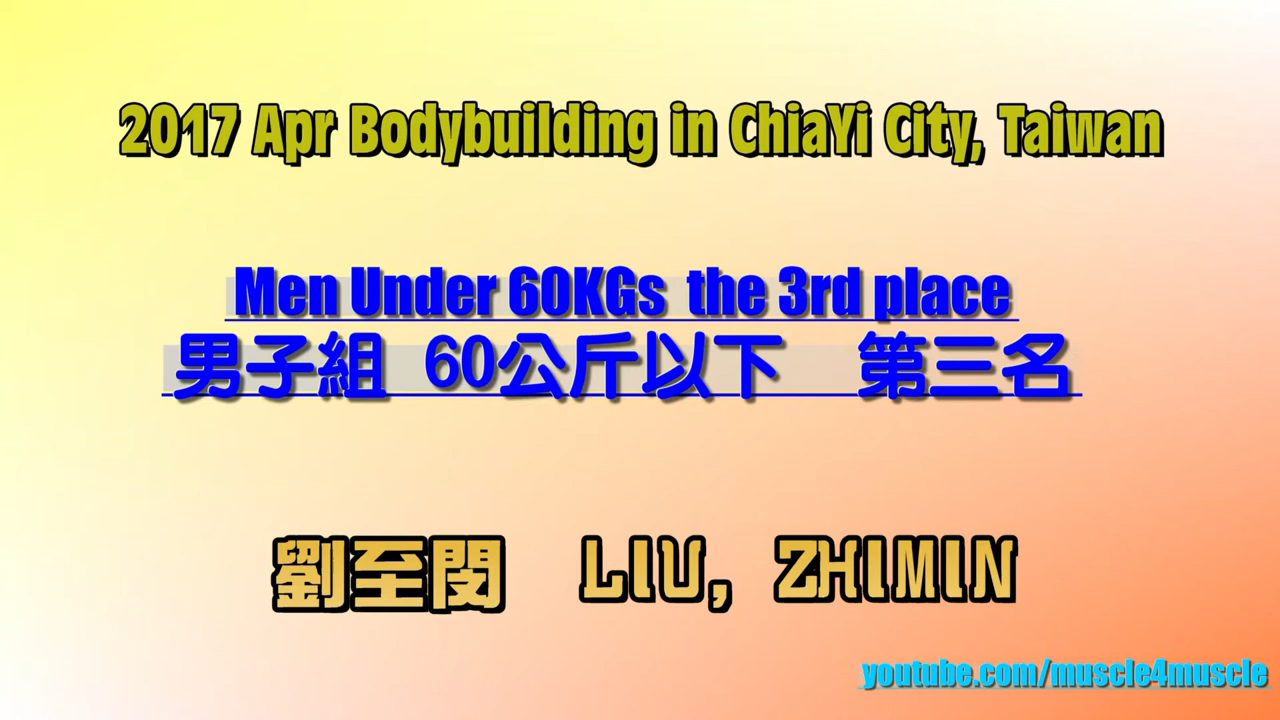 2017 Apr Bodybuilding in ChiaYi City, Taiwan
Men Under 60KGs the 3rd place
男子組 60公斤以下 第三名
劉至閔 LIU, ZHIMIN
youtube.com/muscle4muscle